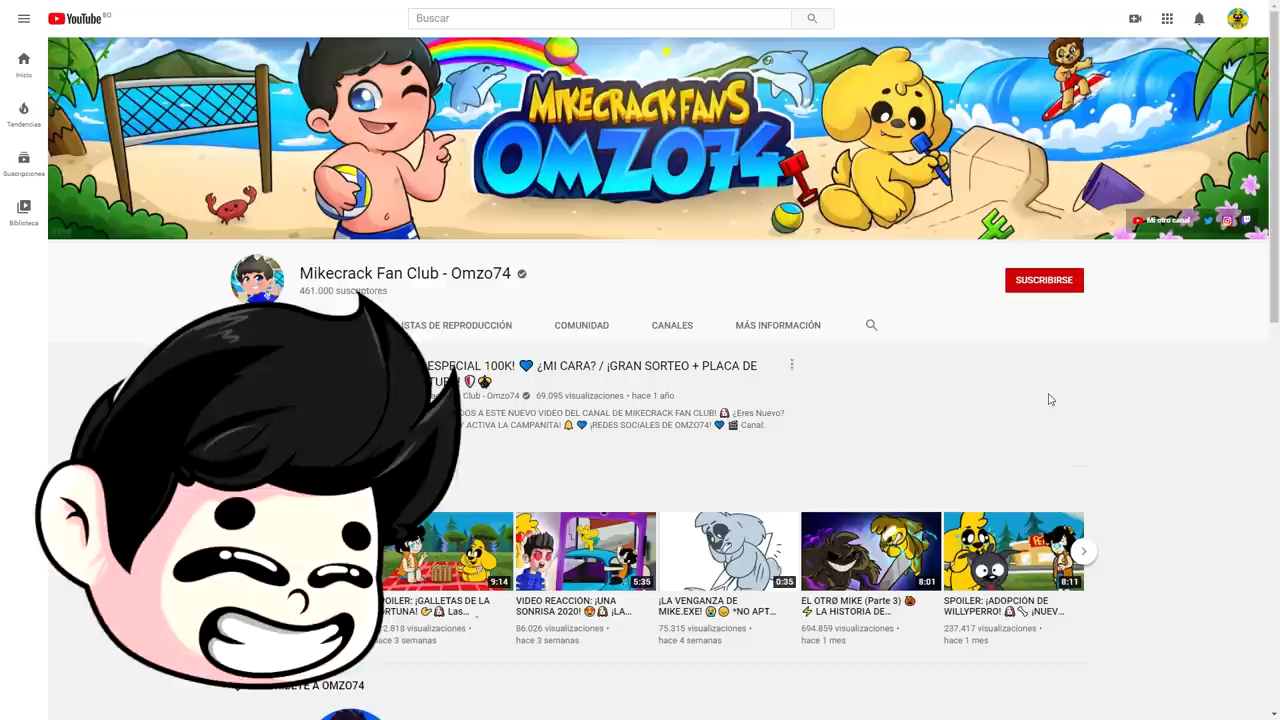 YouTube BO
Buscar
Inicio
Tendencias
Suscripciones
Biblioteca
MIKECRACK FANS
OMZO74
Mi otro canal
Mikecrack Fan Club - Omzo74
461.000 suscriptores
SUSCRIBIRSE
STAS DE REPRODUCCIÓN
COMUNIDAD
CANALES
MÁS INFORMACIÓN
ESPECIAL 100K! 💙 ¿MI CARA? / ¡GRAN SORTEO + PLACA DE
Club - Omzo74 69.095 visualizaciones • hace 1 año
DOS A ESTE NUEVO VIDEO DEL CANAL DE MIKECRACK FAN CLUB! ¿Eres Nuevo?
Y ACTIVA LA CAMPANITA! 🔔 💙 ¡REDES SOCIALES DE OMZO74! 💙 🎬 Canal:
9:14
5:35
0:35
8:01
8:11
POILER: ¡GALLETAS DE LA
ORTUNA! Las...
2.818 visualizaciones •
hace 3 semanas
VIDEO REACCIÓN: ¡UNA
SONRISA 2020! ¡LA...
86.026 visualizaciones •
hace 3 semanas
¡LA VENGANZA DE
MIKE.EXE! *NO APT...
75.315 visualizaciones •
hace 4 semanas
EL OTRØ MIKE (Parte 3)
⚡ LA HISTORIA DE...
694.859 visualizaciones •
hace 1 mes
SPOILER: ¡ADOPCIÓN DE
WILLYPERRO! ¡NUEV...
237.417 visualizaciones •
hace 1 mes
BETE A OMZO74